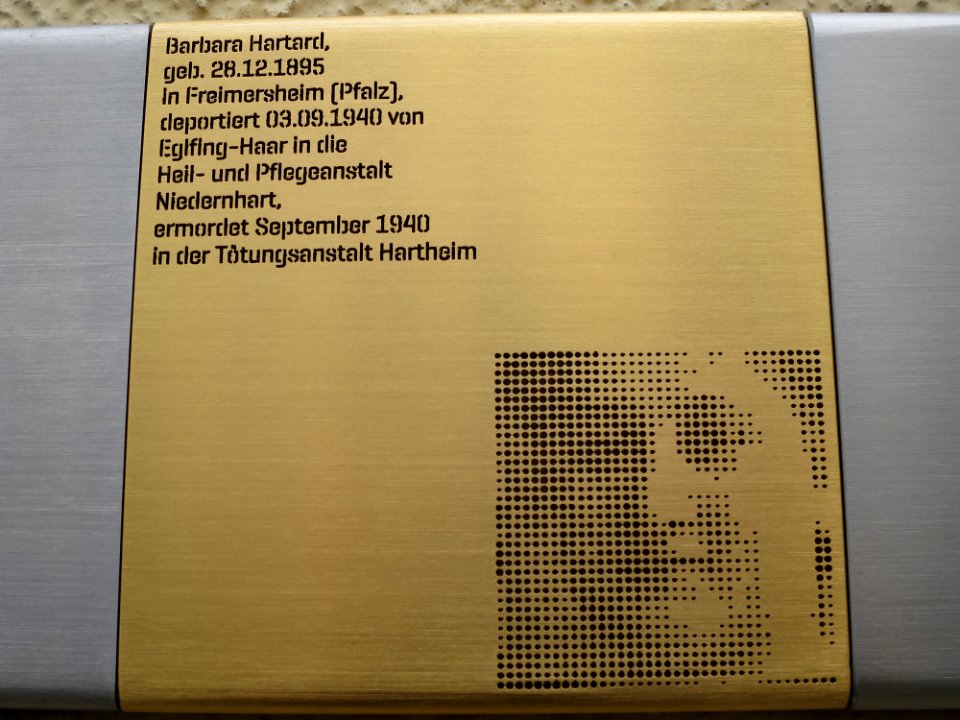 Barbara Hartard,
geb. 28.12.1895
in Freimersheim (Pfalz),
deportiert 03.09.1940 von
Eglfing-Haar in die
Heil- und Pflegeanstalt
Niedernhart,
ermordet September 1940
in der Tötungsanstalt Hartheim